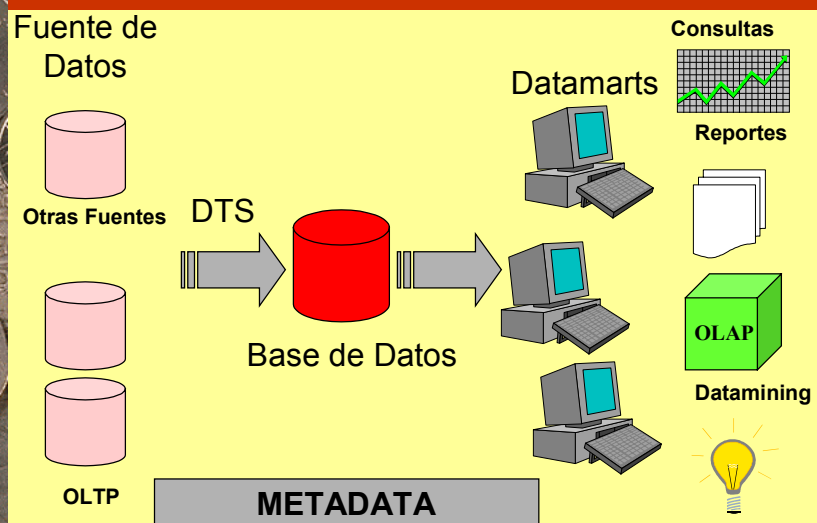 Fuente de
Datos
Otras Fuentes
OLTP
DTS
Base de Datos
Datamarts
Consultas
Reportes
OLAP
Datamining
METADATA